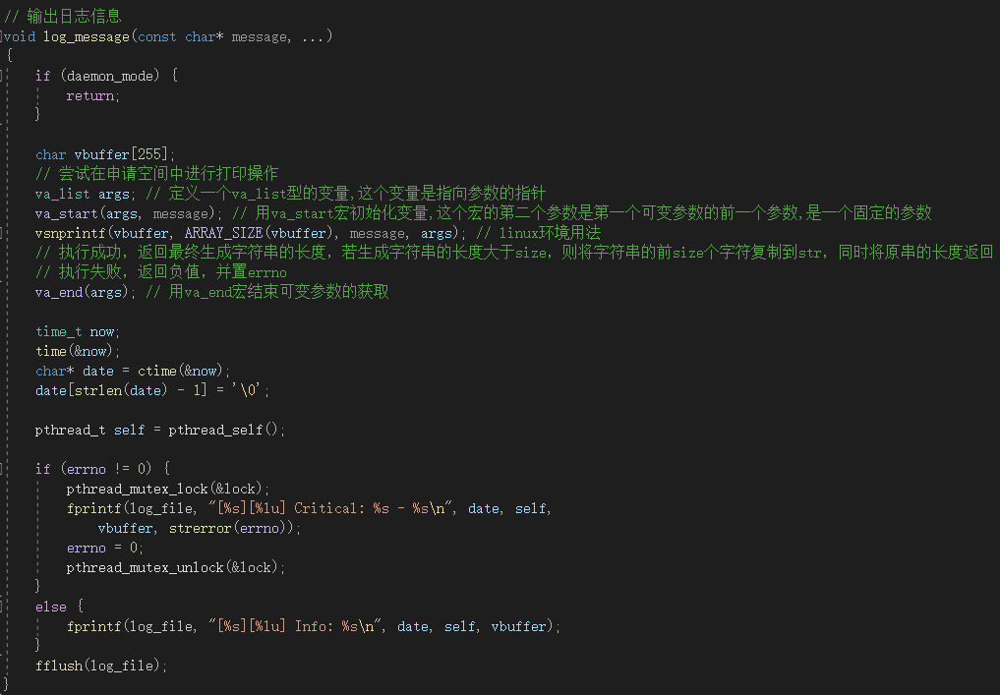 // 输出日志信息
void log_message(const char* message, ...)
{
if (daemon_mode) {
return;
}
char vbuffer[255];
// 尝试在申请空间中进行打印操作
va_list args; // 定义一个va_list型的变量,这个变量是指向参数的指针
va_start(args, message); // 用va_start宏初始化变量,这个宏的第二个参数是第一个可变参数的前一个参数,是一个固定的参数
vsnprintf(vbuffer, ARRAY_SIZE(vbuffer), message, args); // linux环境用法
// 执行成功，返回最终生成字符串的长度，若生成字符串的长度大于size，则将字符串的前size个字符复制到str，同时将原串的长度返回
// 执行失败，返回负值，并置errno
va_end(args); // 用va_end宏结束可变参数的获取
time_t now;
time(&now);
char* date = ctime(&now);
date[strlen(date) - 1] = '\0';
pthread_t self = pthread_self();
if (errno != 0) {
pthread_mutex_lock(&lock);
fprintf(log_file, "[%s][%lu] Critical: %s - %s\n", date, self,
vbuffer, strerror(errno));
errno = 0;
pthread_mutex_unlock(&lock);
}
else {
fprintf(log_file, "[%s][%lu] Info: %s\n", date, self, vbuffer);
}
fflush(log_file);
}